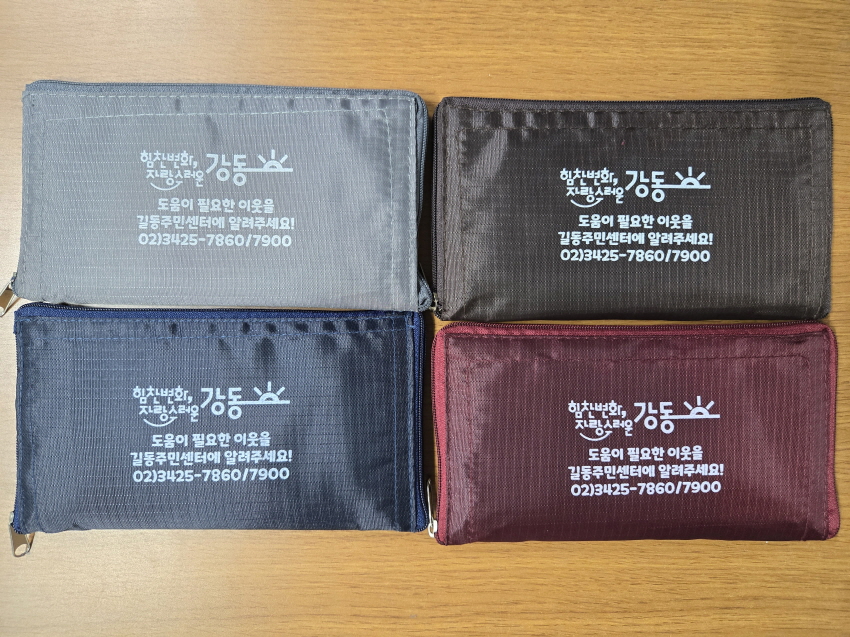 힘찬변화,
자랑스러운 강동
도움이 필요한 이웃을
길동주민센터에 알려주세요!
02)3425-7860/7900
힘찬변화,
자랑스러운 강동
도움이 필요한 이웃을
길동주민센터에 알려주세요!
02)3425-7860/7900
힘찬변화,
자랑스러운 강동
도움이 필요한 이웃을
길동주민센터에 알려주세요!
02)3425-7860/7900
힘찬변화,
자랑스러운 강동
도움이 필요한 이웃을
길동주민센터에 알려주세요!
02)3425-7860/7900